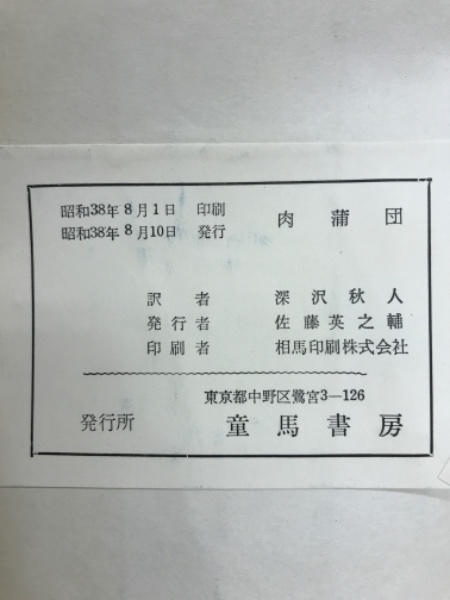 昭和38年8月1日 印刷 肉蒲団
昭和38年8月10日 発行
訳者 深沢秋人
発行者 佐藤英之輔
印刷者 相馬印刷株式会社
東京都中野区鷺宮3—126
発行所 童馬書房